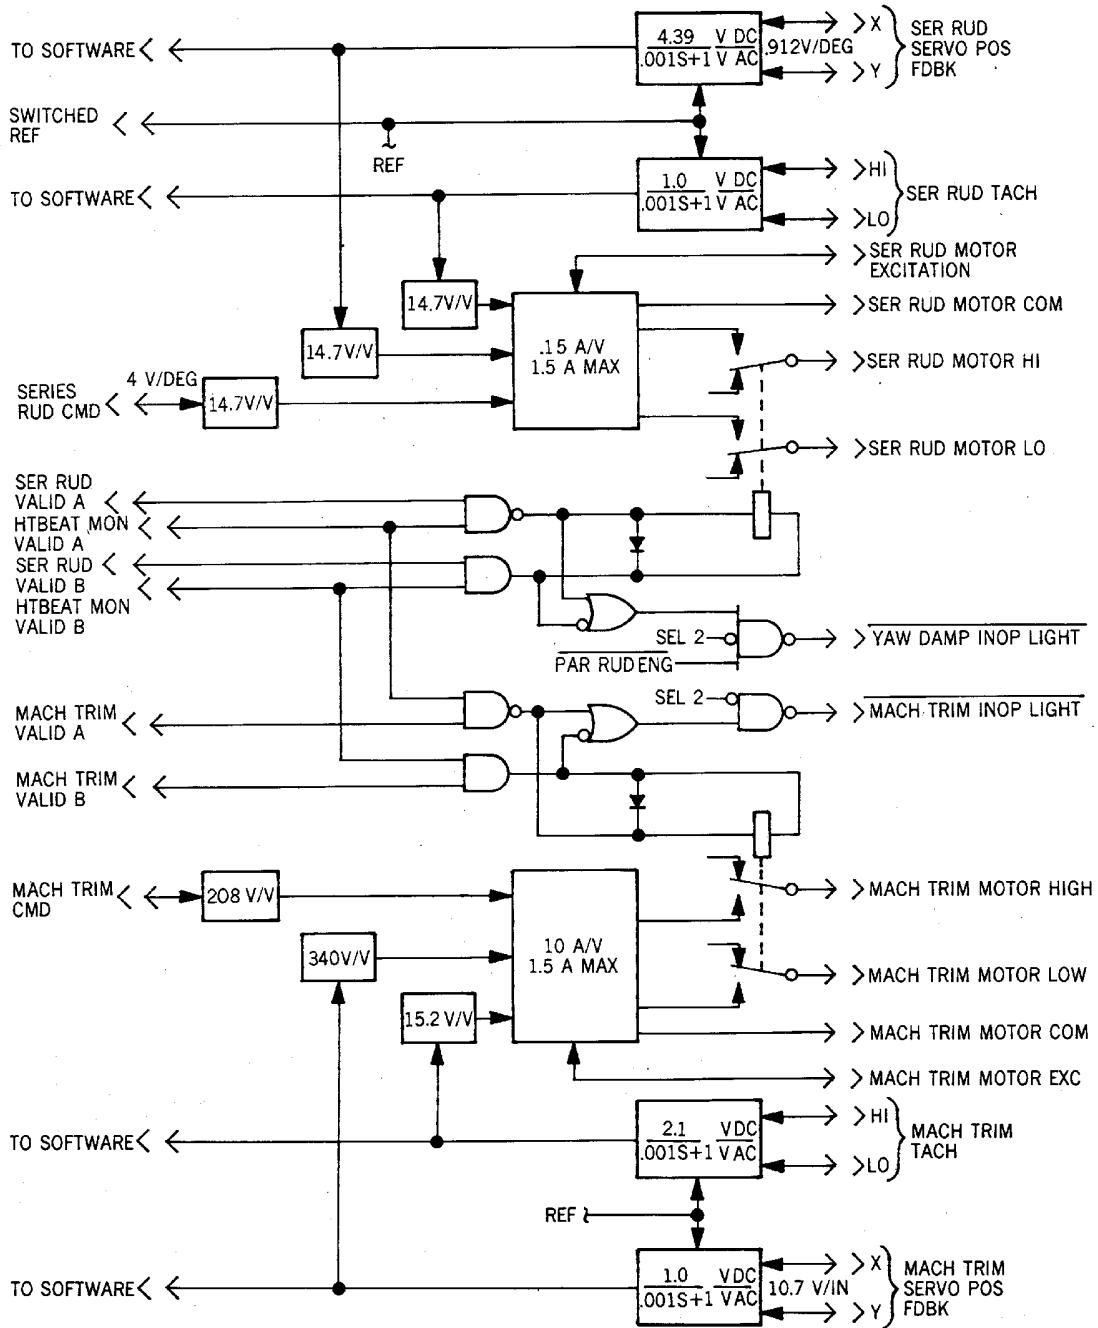 TO SOFTWARE
4.39 V DC
.001S+1 V AC
.912V/DEG
X
Y
SER RUD
SERVO POS
FDBK
SWITCHED
REF
REF
TO SOFTWARE
1.0 V DC
.001S+1 V AC
HI
LO
SER RUD TACH
SER RUD MOTOR
EXCITATION
14.7V/V
SER RUD MOTOR COM
14.7V/V
.15 A/V
1.5 A MAX
SER RUD MOTOR HI
SERIES
RUD CMD
4 V/DEG
14.7V/V
SER RUD MOTOR LO
SER RUD
VALID A
HTBEAT MON
VALID A
SER RUD
VALID B
HTBEAT MON
VALID B
SEL 2
PAR RUD ENG
YAW DAMP INOP LIGHT
SEL 2
MACH TRIM INOP LIGHT
MACH TRIM
VALID A
MACH TRIM
VALID B
MACH TRIM
CMD
208 V/V
MACH TRIM MOTOR HIGH
340V/V
10 A/V
1.5 A MAX
MACH TRIM MOTOR LOW
15.2 V/V
MACH TRIM MOTOR COM
MACH TRIM MOTOR EXC
TO SOFTWARE
2.1 V DC
.001S+1 V AC
HI
LO
MACH TRIM
TACH
REF
TO SOFTWARE
1.0 V DC
.001S+1 V AC
10.7 V/IN
X
Y
MACH TRIM
SERVO POS
FDBK